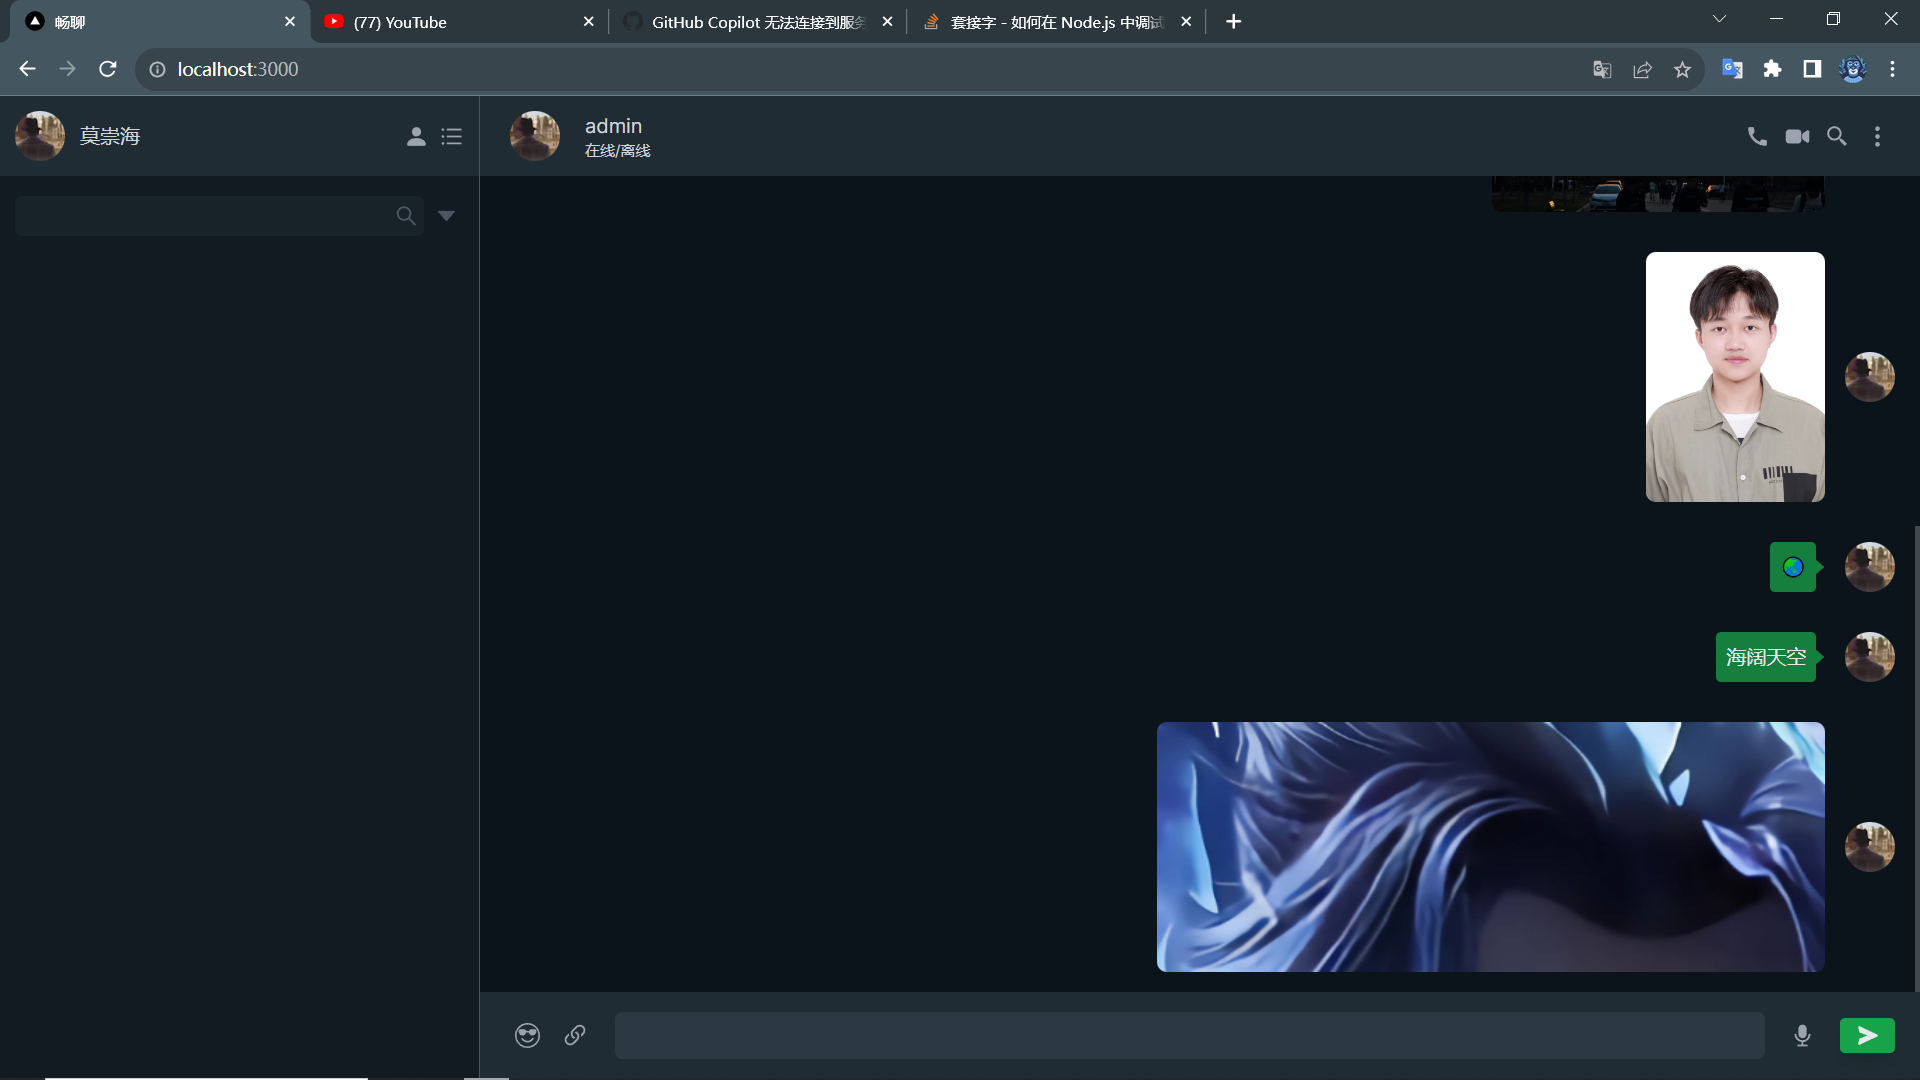 畅聊
(77) YouTube
GitHub Copilot 无法连接到服务
套接字 - 如何在 Node.js 中调试
localhost:3000
莫崇海
admin
在线/离线
海阔天空